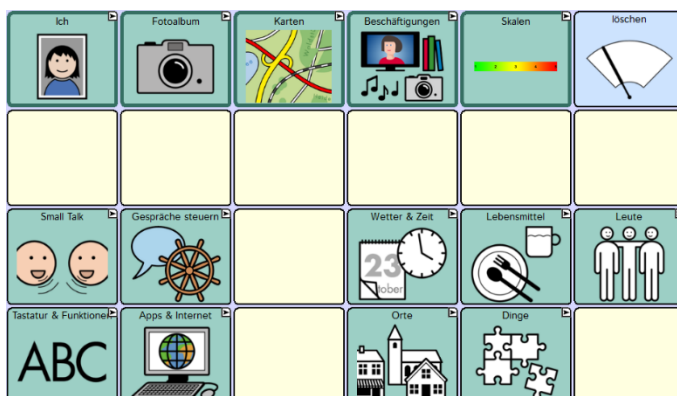 Ich
Fotoalbum
Karten
Beschäftigungen
Skalen
löschen
Small Talk
Gespräche steuern
Wetter & Zeit
23
tober
Lebensmittel
Leute
Tastatur & Funktionen
ABC
Apps & Internet
Orte
Dinge